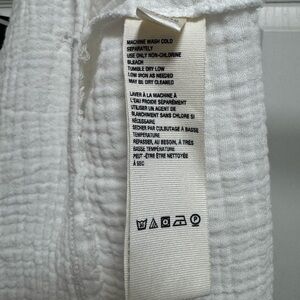 MACHINE WASH COLD
SEPARATELY
USE ONLY NON-CHLORINE
BLEACH
TUMBLE DRY LOW
LOW IRON AS NEEDED
MAY BE DRY CLEANED
LAVER À LA MACHINE À
L'EAU FROIDE SÉPARÉMENT
UTILISER UN AGENT DE
BLANCHIMENT SANS CHLORE SI
NÉCESSAIRE
SÉCHER PAR CULBUTAGE À BASSE
TEMPÉRATURE
REPASSER, AU BESOIN, À TRÈS
BASSE TEMPÉRATURE
PEUT-ÊTRE ÊTRE NETTOYÉE
À SEC